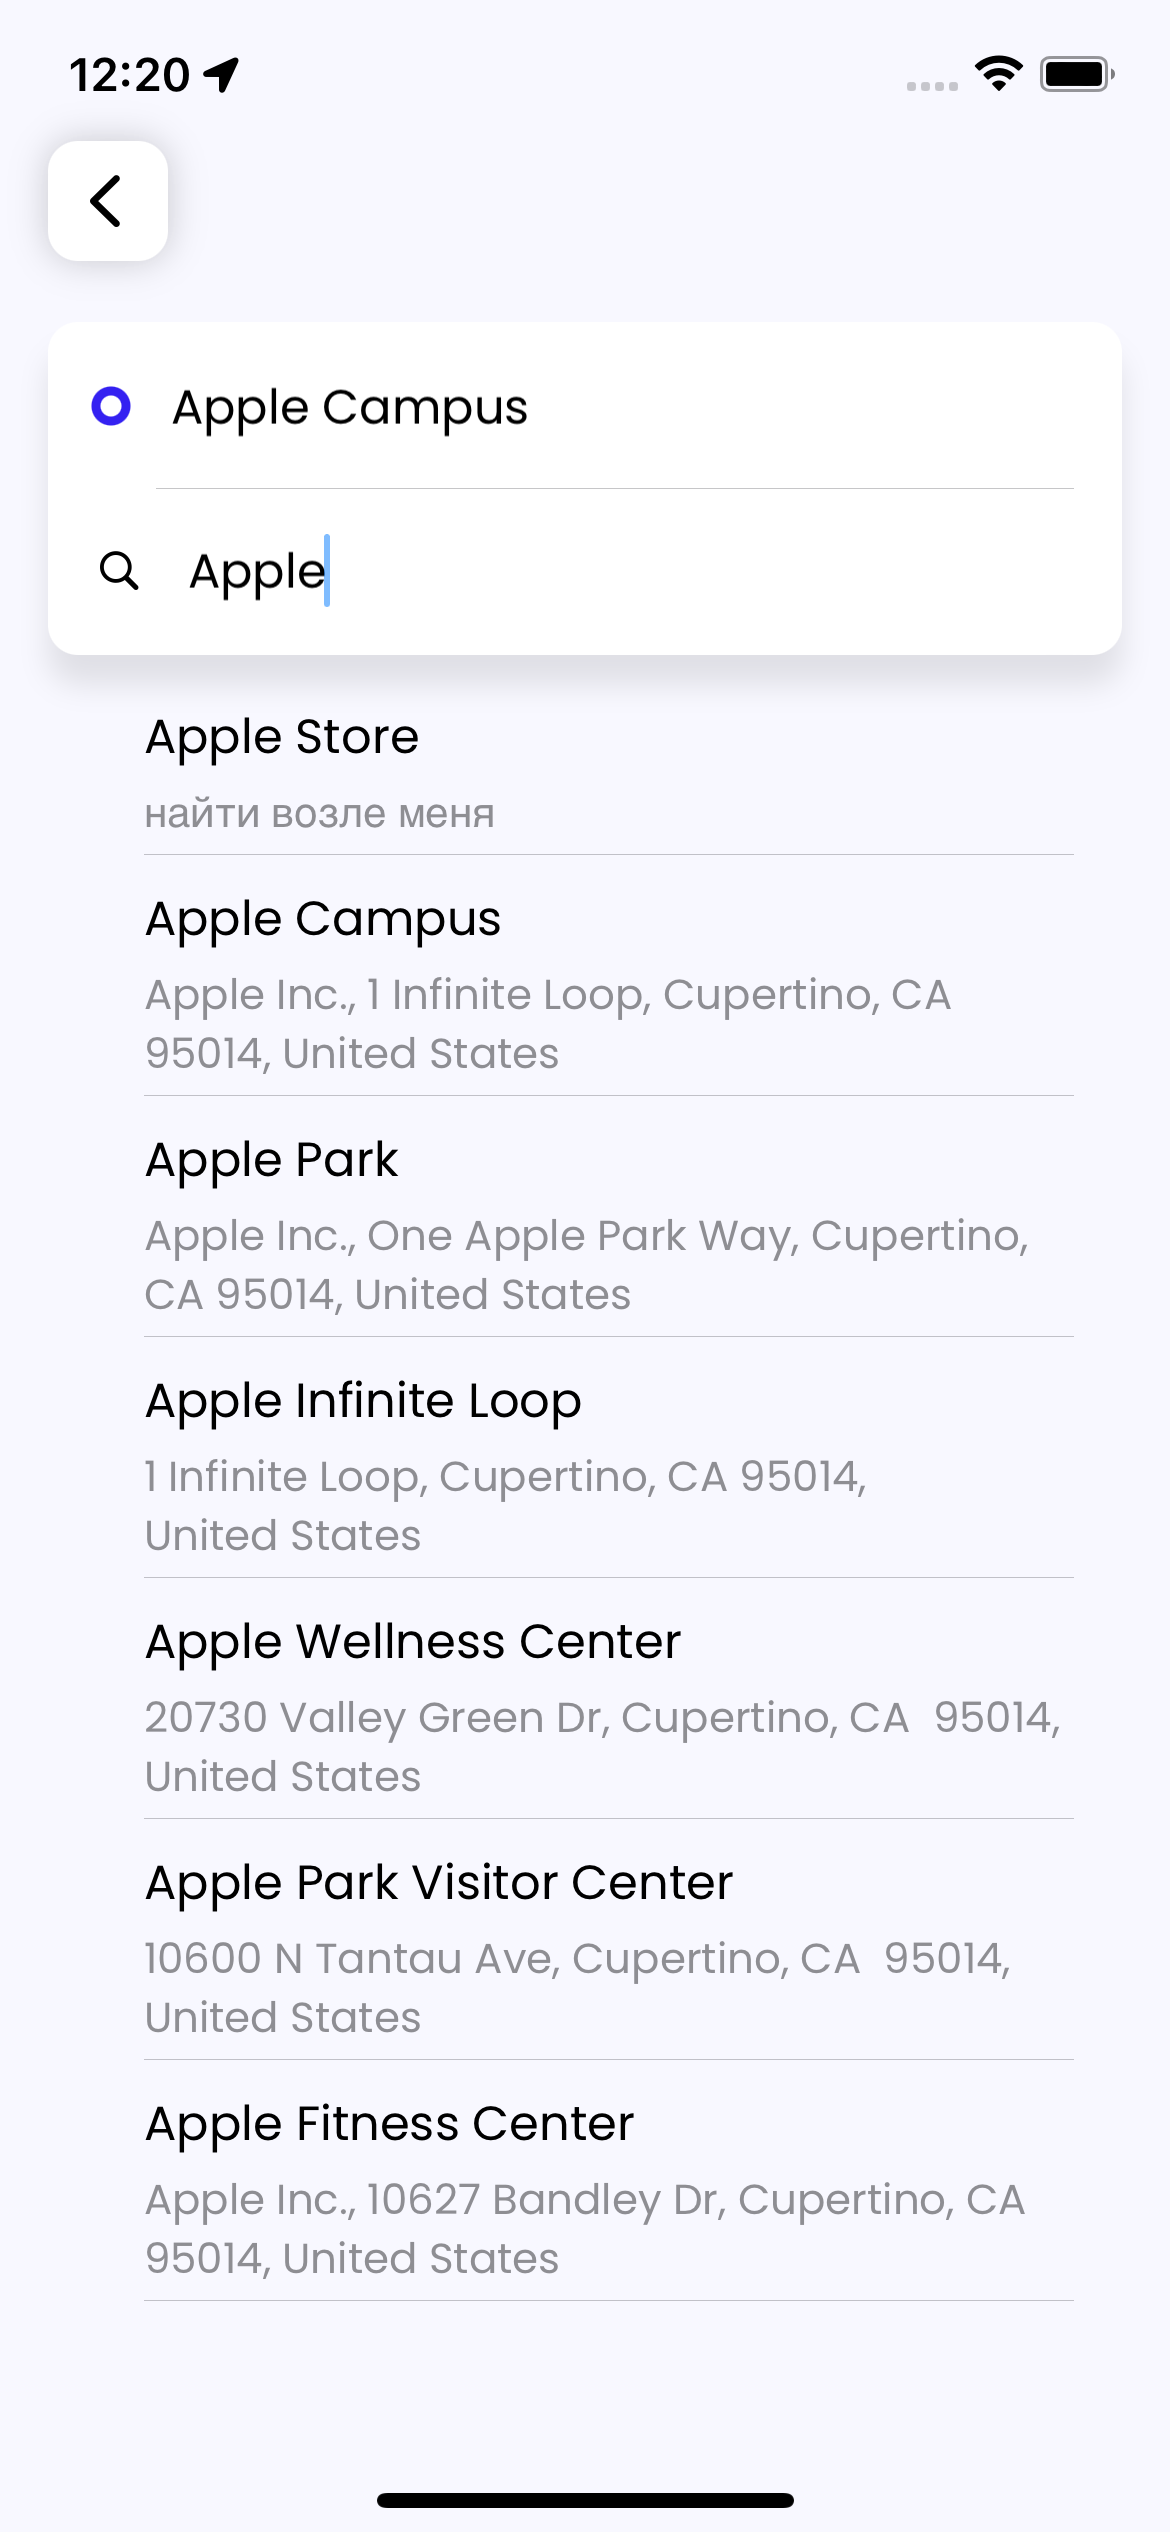 12:20
Apple Campus
Apple
Apple Store
найти возле меня
Apple Campus
Apple Inc., 1 Infinite Loop, Cupertino, CA
95014, United States
Apple Park
Apple Inc., One Apple Park Way, Cupertino,
CA 95014, United States
Apple Infinite Loop
1 Infinite Loop, Cupertino, CA 95014,
United States
Apple Wellness Center
20730 Valley Green Dr, Cupertino, CA  95014,
United States
Apple Park Visitor Center
10600 N Tantau Ave, Cupertino, CA  95014,
United States
Apple Fitness Center
Apple Inc., 10627 Bandley Dr, Cupertino, CA
95014, United States